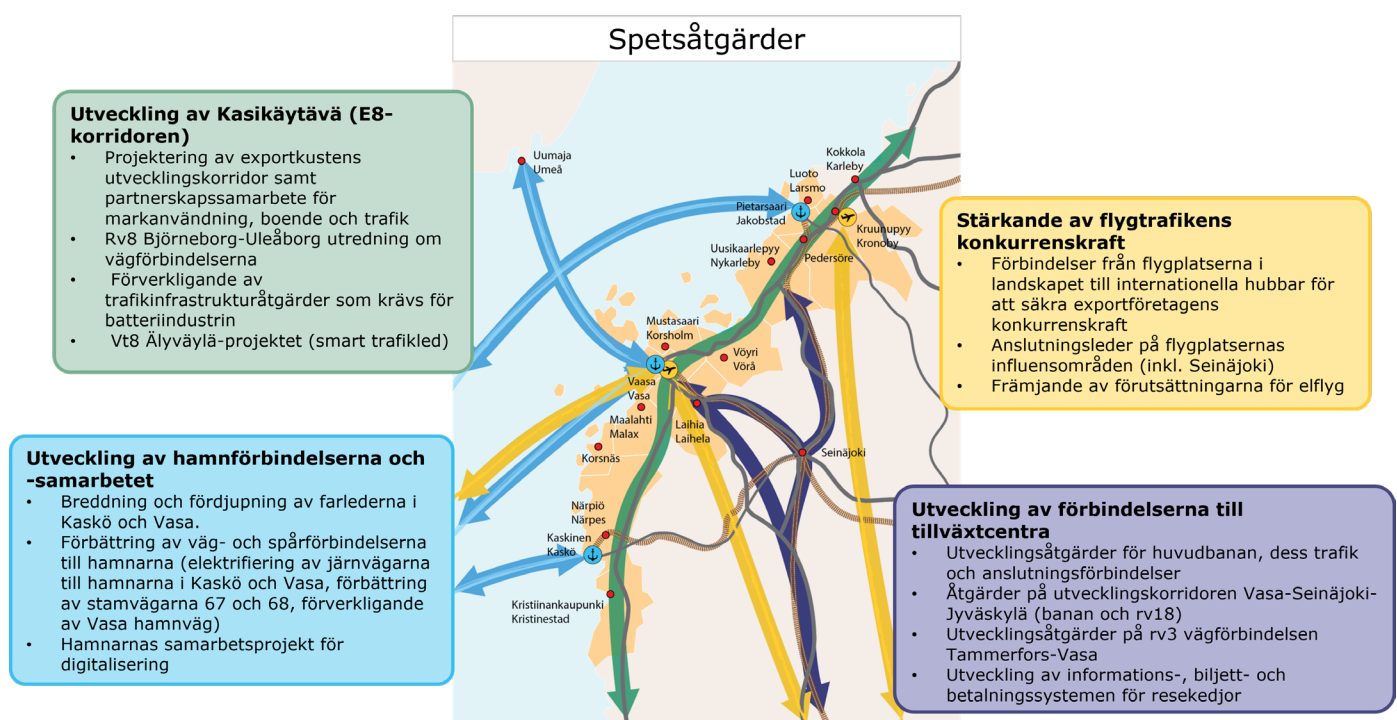 Spetsåtgärder
Utveckling av Kasikäytävä (E8-
korridoren)
• Projektering av exportkustens
utvecklingskorridor samt
partnerskapssamarbete för
markanvändning, boende och trafik
• Rv8 Björneborg-Uleåborg utredning om
vägförbindelserna
• Förverkligande av
trafikinfrastrukturåtgärder som krävs för
batteriindustrin
• Vt8 Älyväylä-projektet (smart trafikled)
Utveckling av hamnförbindelserna och
-samarbetet
• Breddning och fördjupning av farlederna i
Kaskö och Vasa.
• Förbättring av väg- och spårförbindelserna
till hamnarna (elektrifiering av järnvägarna
till hamnarna i Kaskö och Vasa, förbättring
av stamvägarna 67 och 68, förverkligande
av Vasa hamnväg)
• Hamnarnas samarbetsprojekt för
digitalisering
Uumaja
Umeå
Kokkola
Karleby
Luoto
Larsmo
Pietarsaari
Jakobstad
Kruunupyy
Kronoby
Uusikaarlepyy
Nykarleby
Pedersöre
Mustasaari
Korsholm
Vöyri
Vörå
Vaasa
Vasa
Maalahti
Malax
Laihia
Laihela
Korsnäs
Seinäjoki
Närpiö
Närpes
Kaskinen
Kaskö
Kristiinankaupunki
Kristinestad
Stärkande av flygtrafikens
konkurrenskraft
• Förbindelser från flygplatserna i
landskapet till internationella hubbar för
att säkra exportföretagens
konkurrenskraft
• Anslutningsleder på flygplatsernas
influensområden (inkl. Seinäjoki)
• Främjande av förutsättningarna för elflyg
Utveckling av förbindelserna till
tillväxtcentra
• Utvecklingsåtgärder för huvudbanan, dess trafik
och anslutningsförbindelser
• Åtgärder på utvecklingskorridoren Vasa-Seinäjoki-
Jyväskylä (banan och rv18)
• Utvecklingsåtgärder på rv3 vägförbindelsen
Tammerfors-Vasa
• Utveckling av informations-, biljett- och
betalningssystemen för resekedjor